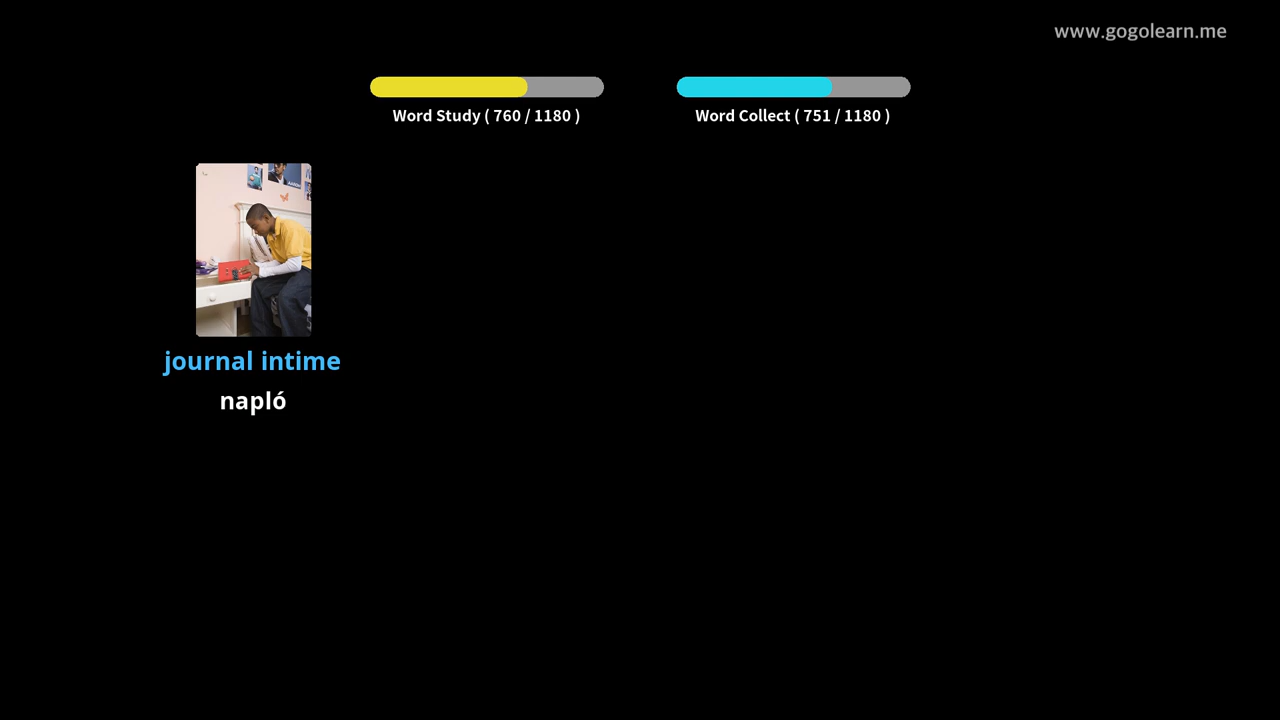 www.gogolearn.me
Word Study ( 760 / 1180 )
Word Collect ( 751 / 1180 )
journal intime
napló